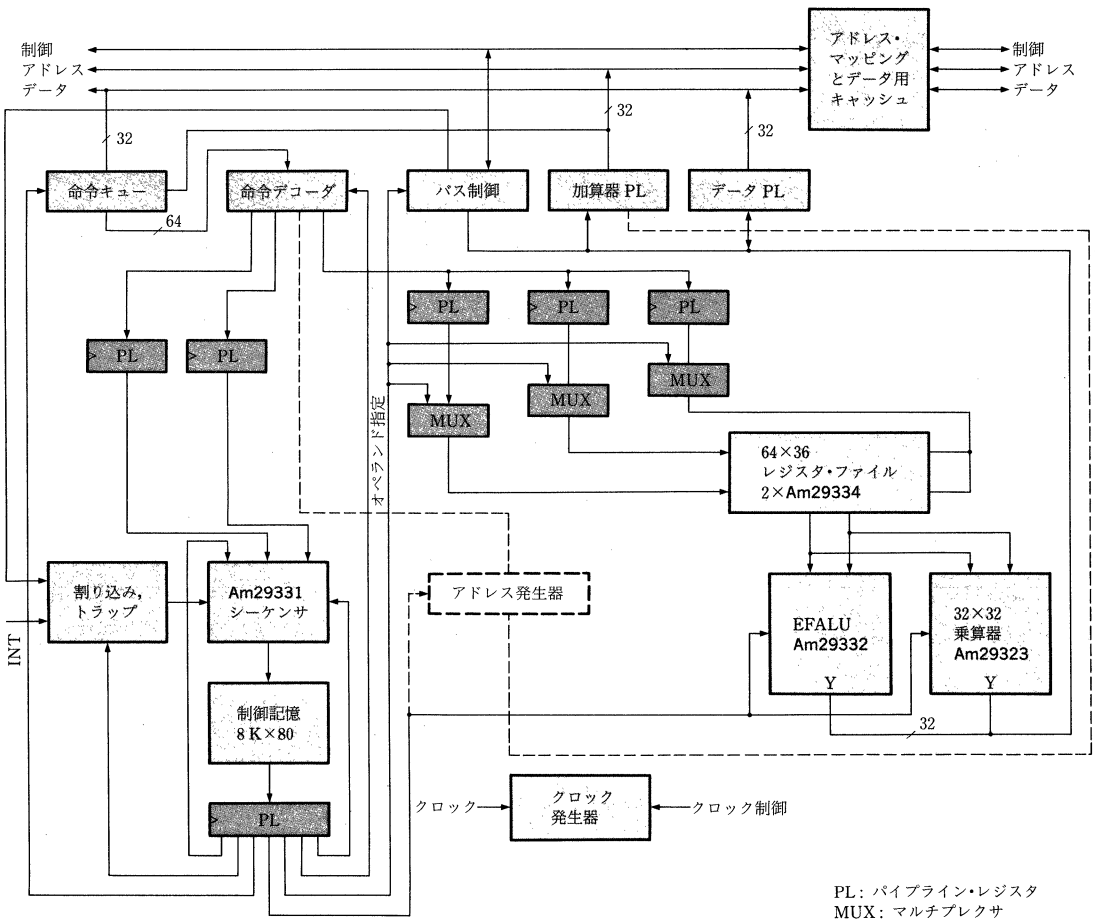 制御
アドレス
データ
アドレス・
マッピング
とデータ用
キャッシュ
制御
アドレス
データ
32
32
32
命令キュー
命令デコーダ
バス制御
加算器 PL
データ PL
64
PL
PL
PL
PL
PL
MUX
MUX
MUX
オペランド指定
64×36
レジスタ・ファイル
2×Am29334
割り込み,
トラップ
Am29331
シーケンサ
アドレス発生器
EFALU
Am29332
Y
32×32
乗算器
Am29323
Y
INT
制御記憶
8 K×80
32
PL
クロック
クロック
発生器
クロック制御
PL: パイプライン・レジスタ
MUX: マルチプレクサ